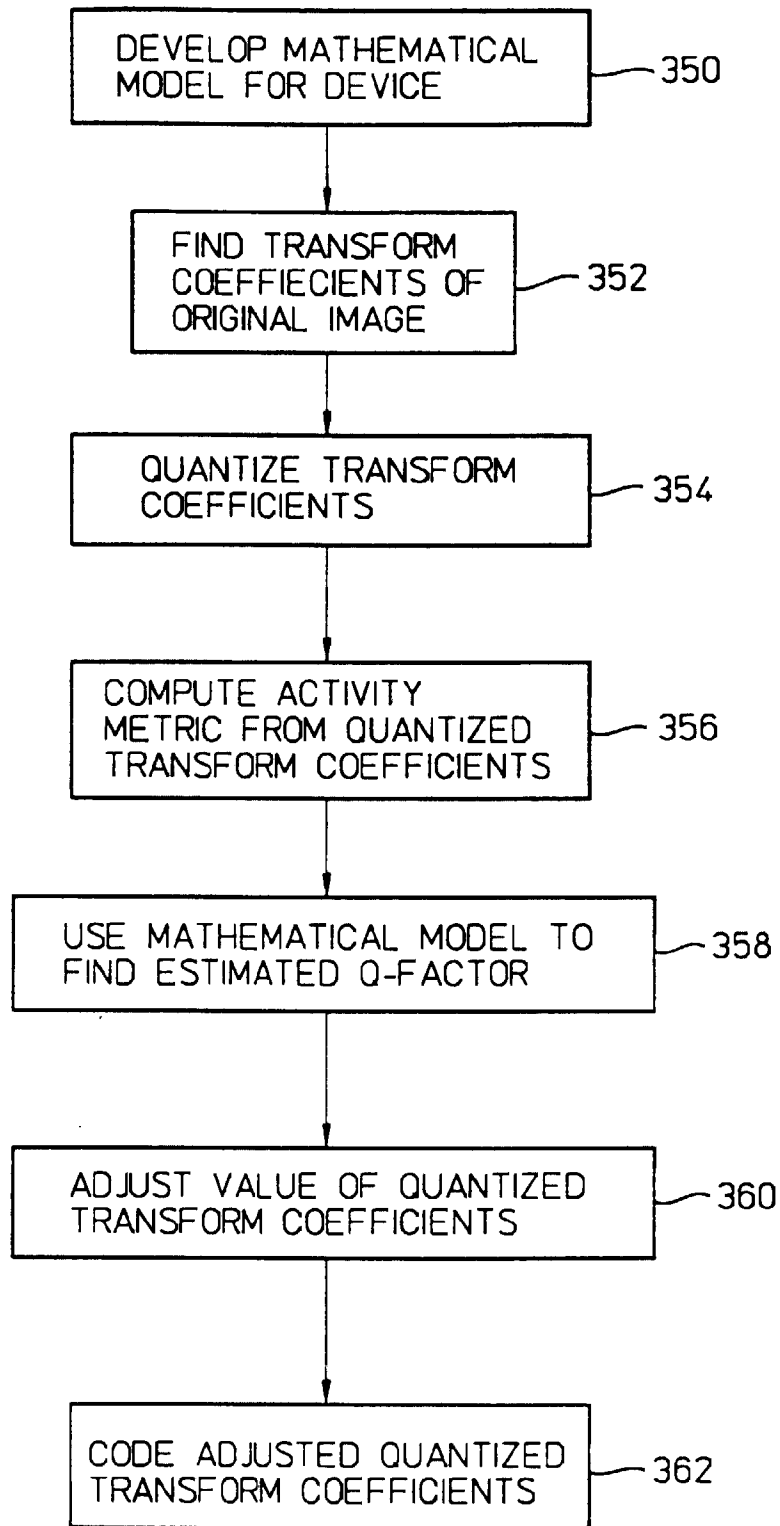 DEVELOP MATHEMATICAL
MODEL FOR DEVICE
350
FIND TRANSFORM
COEFFIECIENTS OF
ORIGINAL IMAGE
352
QUANTIZE TRANSFORM
COEFFICIENTS
354
COMPUTE ACTIVITY
METRIC FROM QUANTIZED
TRANSFORM COEFFICIENTS
356
USE MATHEMATICAL MODEL TO
FIND ESTIMATED Q-FACTOR
358
ADJUST VALUE OF QUANTIZED
TRANSFORM COEFFICIENTS
360
CODE ADJUSTED QUANTIZED
TRANSFORM COEFFICIENTS
362